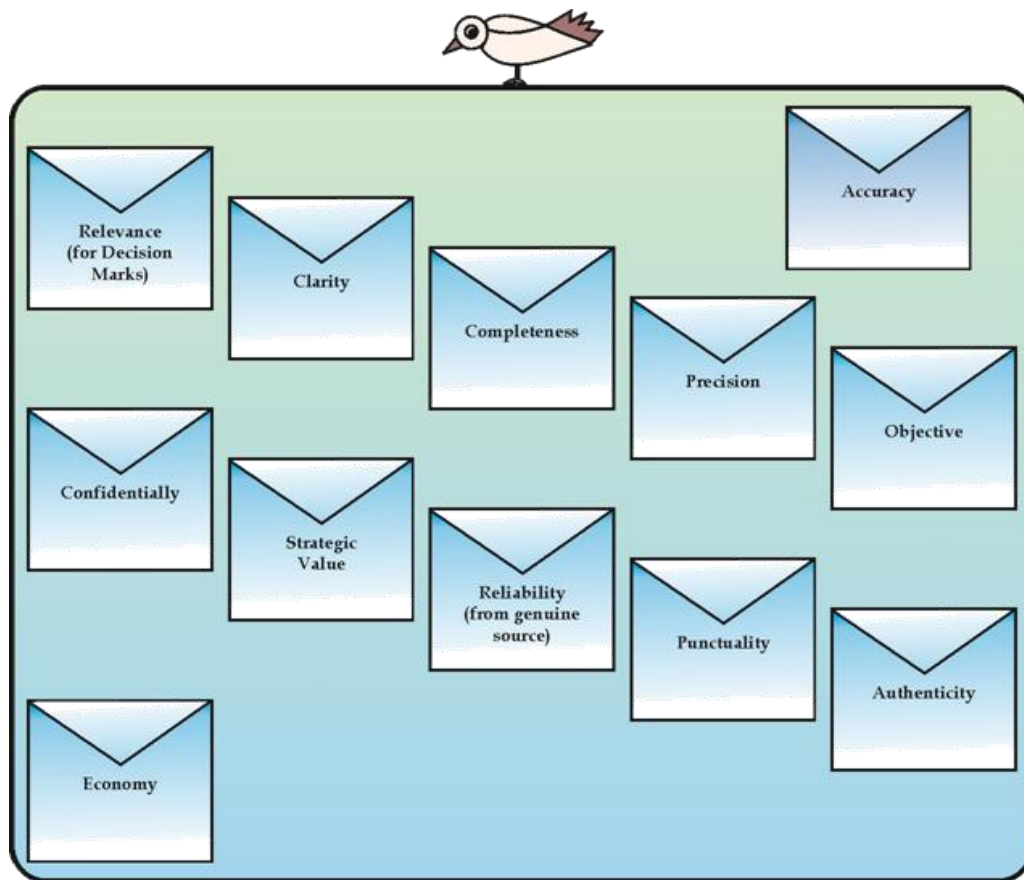 Accuracy
Relevance
(for Decision
Marks)
Clarity
Completeness
Precision
Objective
Confidentially
Strategic
Value
Reliability
(from genuine
source)
Punctuality
Authenticity
Economy